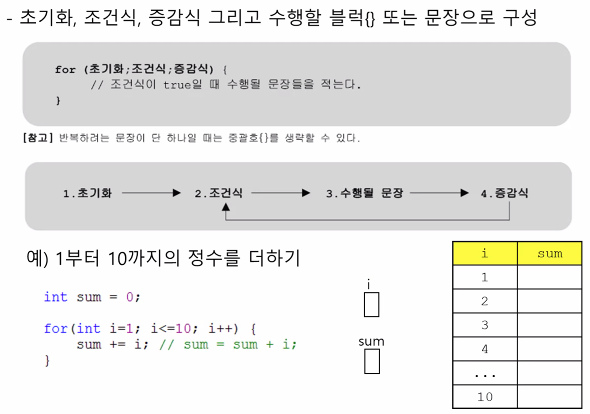 - 초기화, 조건식, 증감식 그리고 수행할 블럭{} 또는 문장으로 구성
for (초기화;조건식;증감식) {
// 조건식이 true일 때 수행될 문장들을 적는다.
}
[참고] 반복하려는 문장이 단 하나일 때는 중괄호{}를 생략할 수 있다.
1.초기화 2.조건식 3.수행될 문장 4.증감식
예) 1부터 10까지의 정수를 더하기
int sum = 0;
for(int i=1; i<=10; i++) {
sum += i; // sum = sum + i;
}
i
sum
i sum
1
2
3
4
...
10